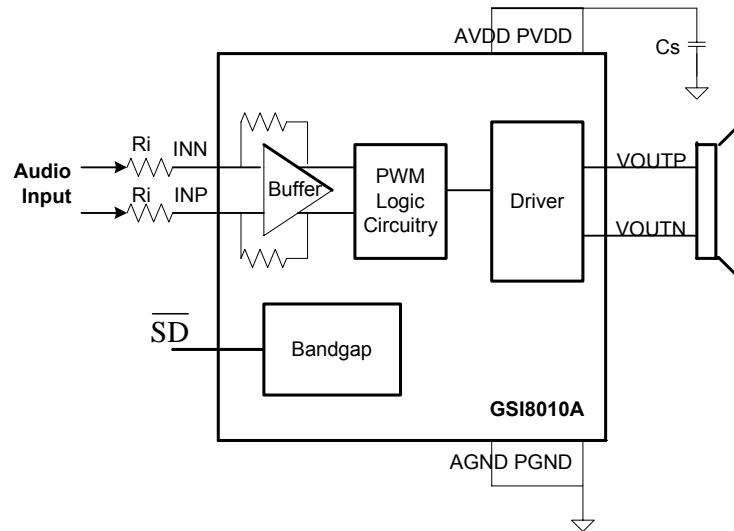 AVDD PVDD
Cs
Ri INN
Audio
Input
Ri INP
Buffer
PWM
Logic
Circuitry
Driver
VOUTP
VOUTN
SD
Bandgap
GSI8010A
AGND PGND